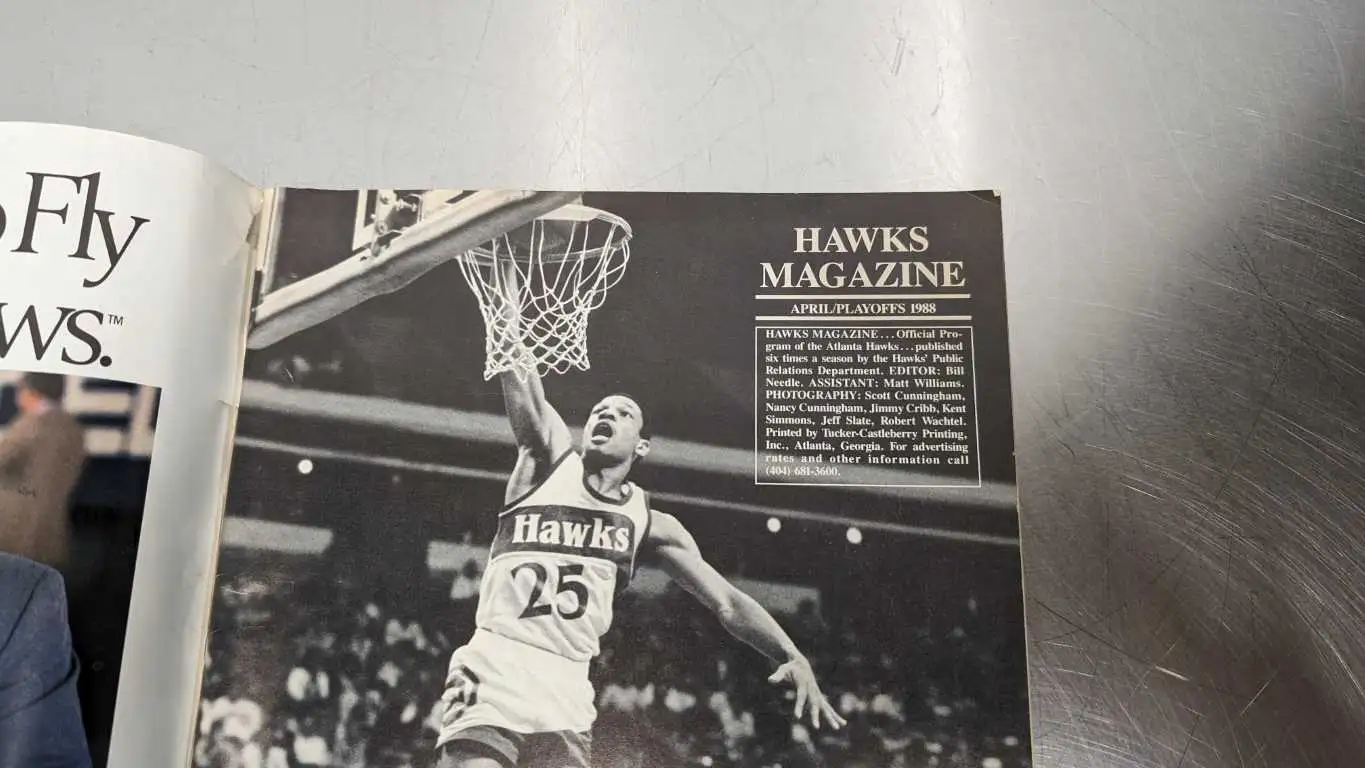 Fly
ws.™
HAWKS
MAGAZINE
APRIL/PLAYOFFS 1988
HAWKS MAGAZINE...Official Pro-
gram of the Atlanta Hawks...published
six times a season by the Hawks' Public
Relations Department. EDITOR: Bill
Needle. ASSISTANT: Matt Williams.
PHOTOGRAPHY: Scott Cunningham,
Nancy Cunningham, Jimmy Cribb, Kent
Simmons, Jeff Slate, Robert Wachtel.
Printed by Tucker-Castleberry Printing,
Inc., Atlanta, Georgia. For advertising
rates and other information call
(404) 681-3600.
Hawks
25